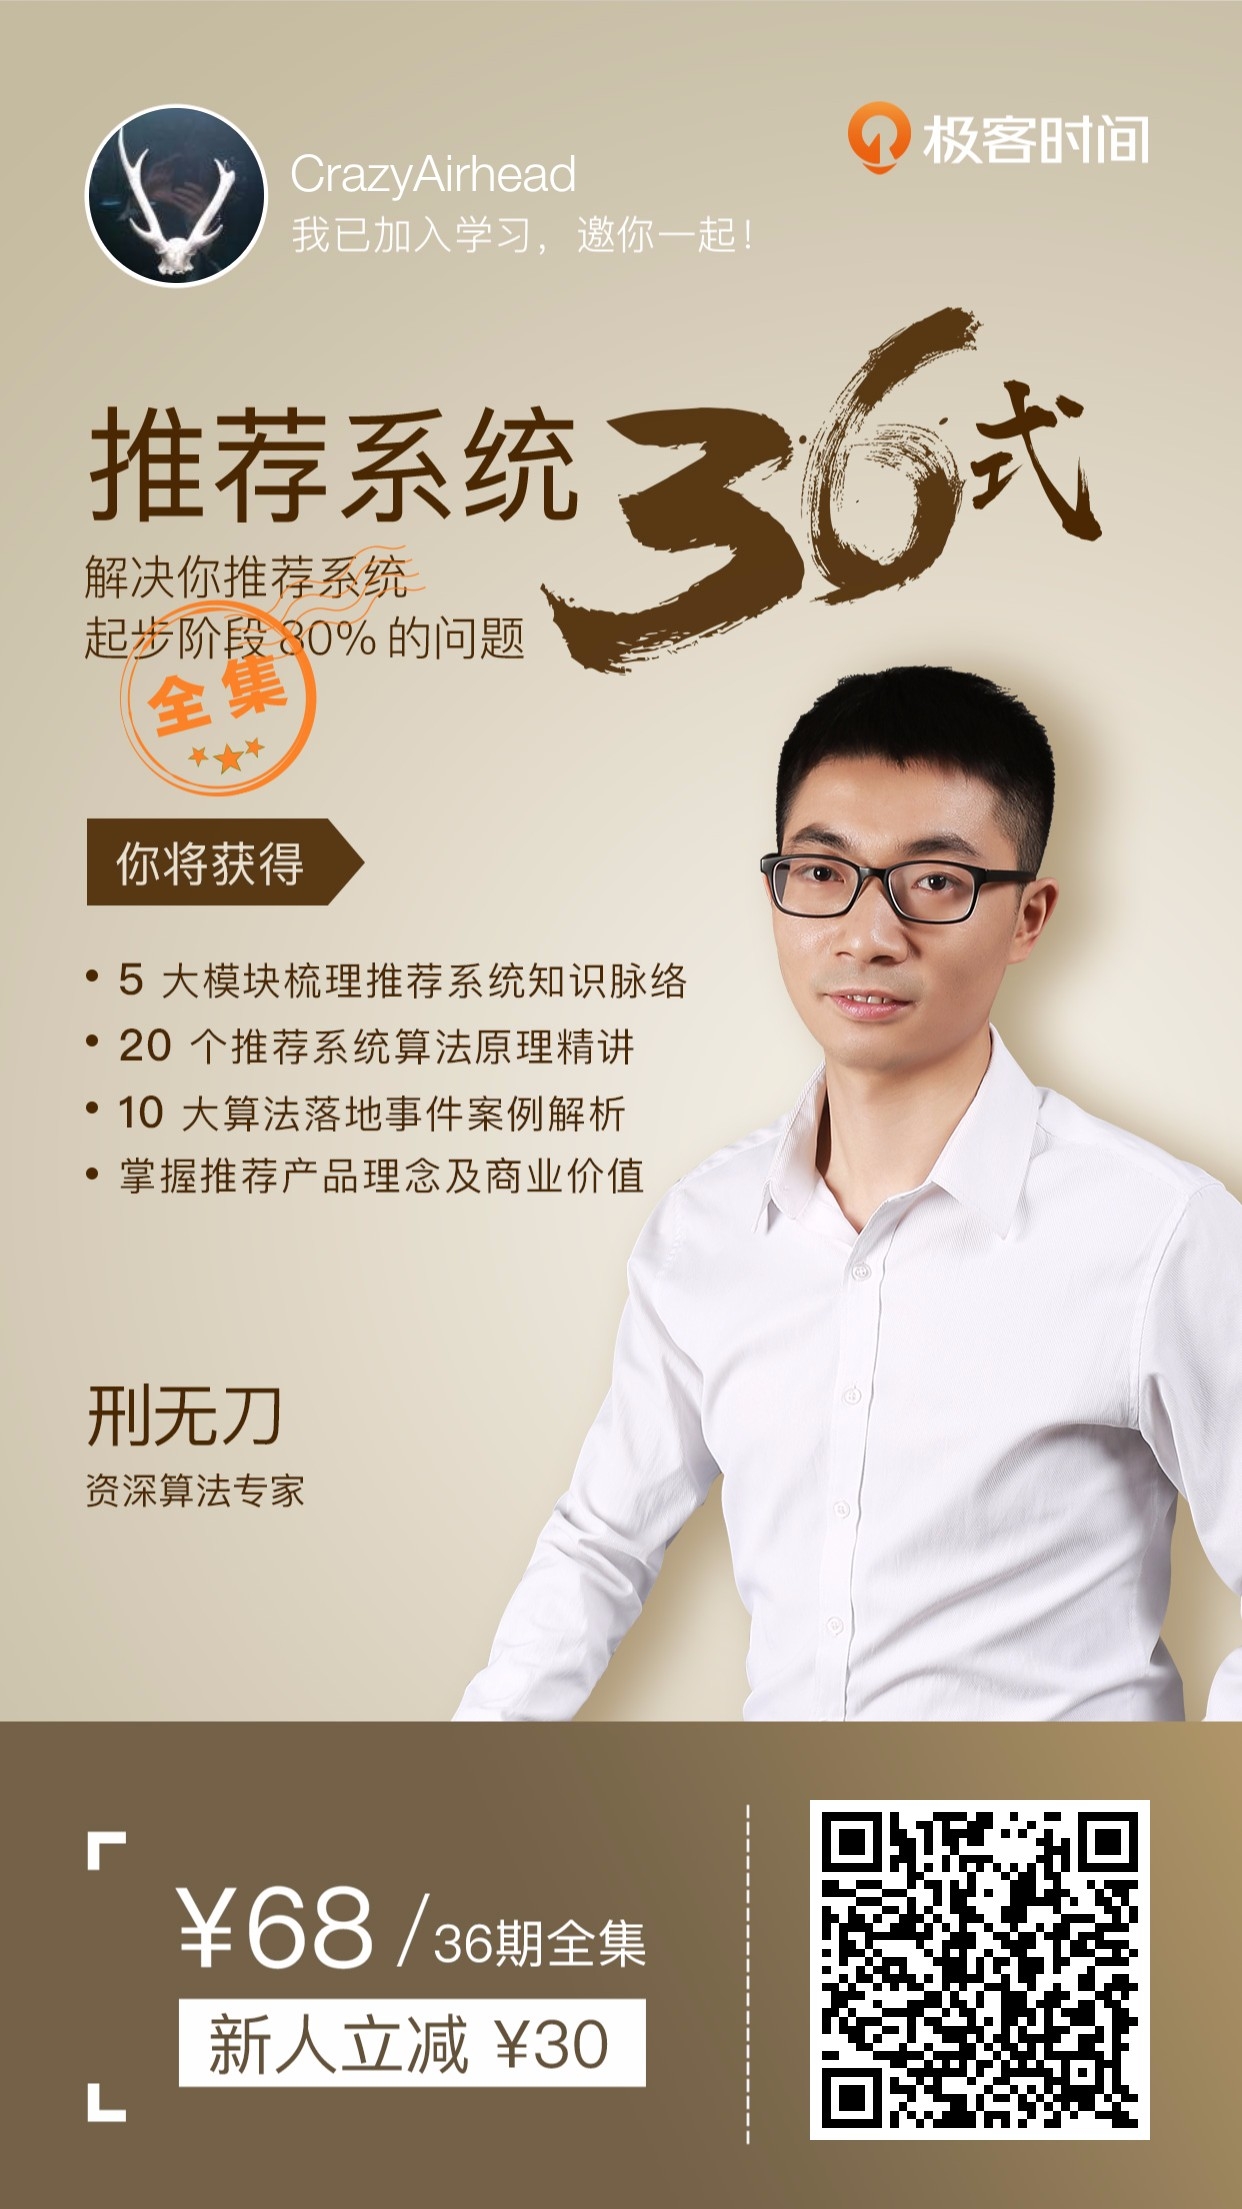 极客时间
CrazyAirhead
我已加入学习，邀你一起！
推荐系统36式
解决你推荐系统
起步阶段 80% 的问题
全集
你将获得
• 5 大模块梳理推荐系统知识脉络
• 20 个推荐系统算法原理精讲
• 10 大算法落地事件案例解析
• 掌握推荐产品理念及商业价值
刑无刀
资深算法专家
¥68 / 36期全集
新人立减 ¥30